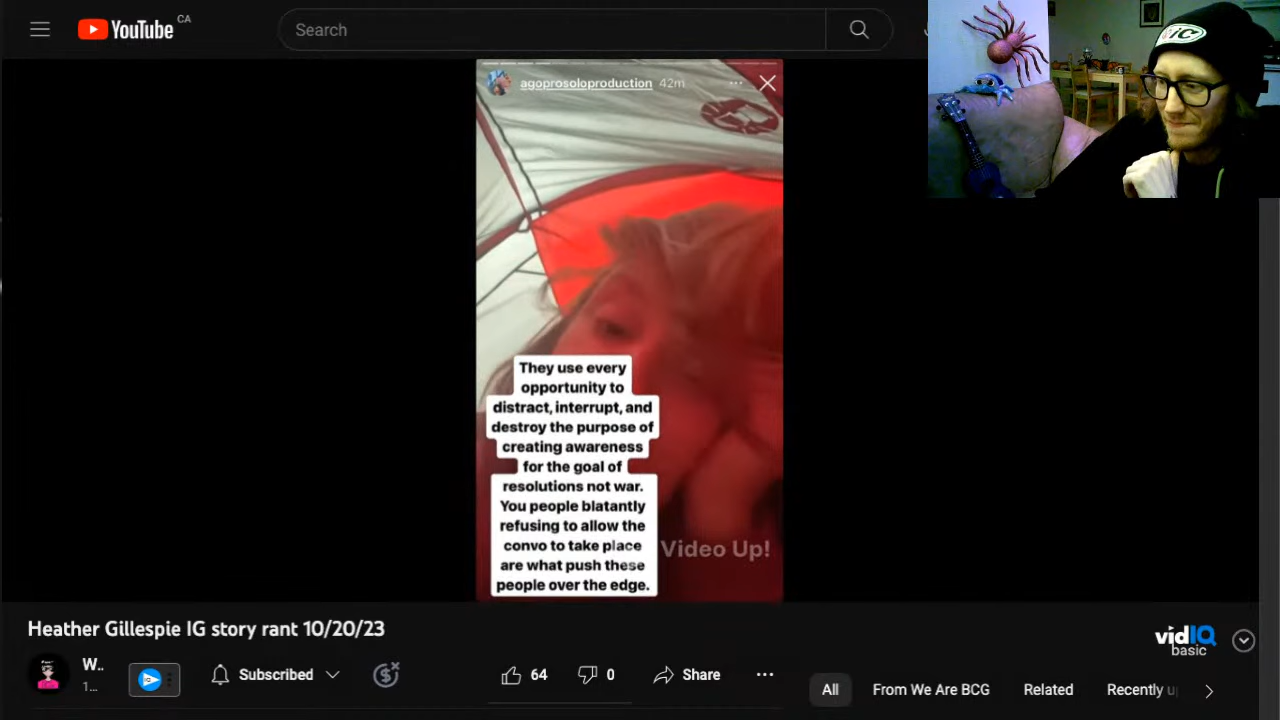 YouTube CA
Search
agoprosoloproduction 42m
They use every
opportunity to
distract, interrupt, and
destroy the purpose of
creating awareness
for the goal of
resolutions not war.
You people blatantly
refusing to allow the
convo to take place
are what push these
people over the edge.
Video Up!
Heather Gillespie IG story rant 10/20/23
vidIQ
basic
W..
1...
Subscribed
64
0
Share
All
From We Are BCG
Related
Recently u